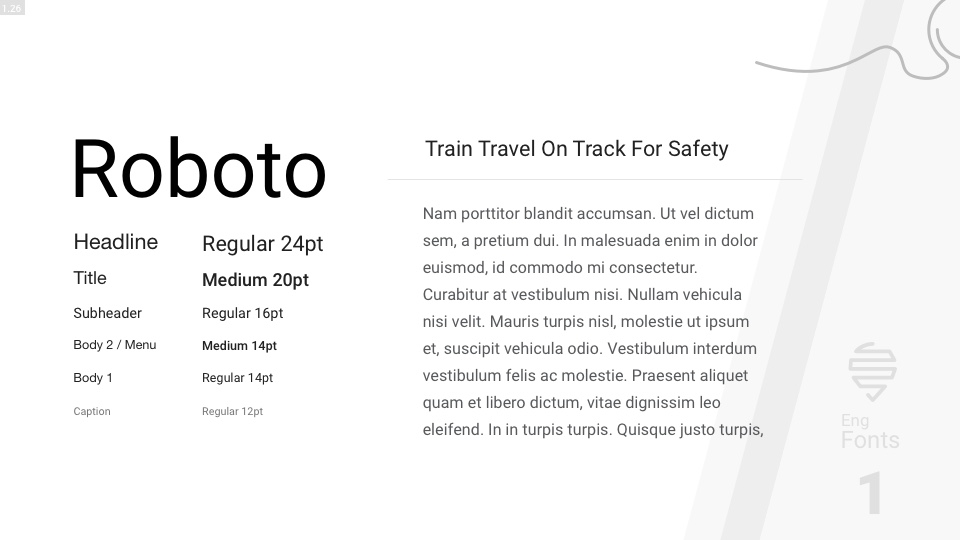 1.26
Roboto
Headline Regular 24pt
Title Medium 20pt
Subheader Regular 16pt
Body 2 / Menu Medium 14pt
Body 1 Regular 14pt
Caption Regular 12pt
Train Travel On Track For Safety
Nam porttitor blandit accumsan. Ut vel dictum
sem, a pretium dui. In malesuada enim in dolor
euismod, id commodo mi consectetur.
Curabitur at vestibulum nisi. Nullam vehicula
nisi velit. Mauris turpis nisl, molestie ut ipsum
et, suscipit vehicula odio. Vestibulum interdum
vestibulum felis ac molestie. Praesent aliquet
quam et libero dictum, vitae dignissim leo
eleifend. In in turpis turpis. Quisque justo turpis,
Eng
Fonts
1